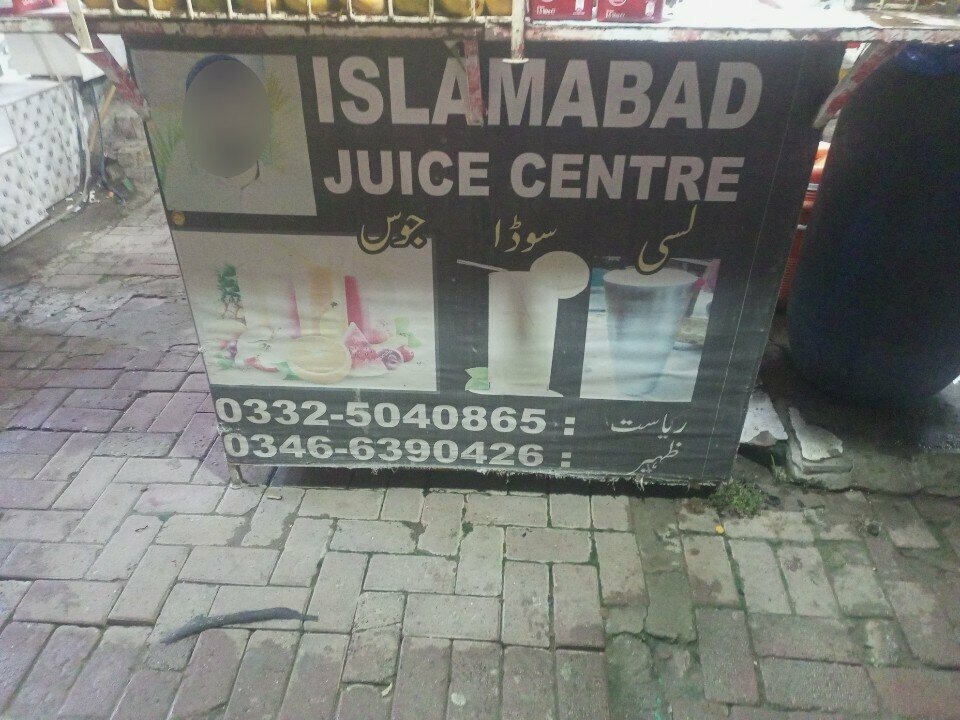 ISLAMABAD
JUICE CENTRE
جوس سوڈا لسی
0332-5040865 : ریاست
0346-6390426 : ظہیر